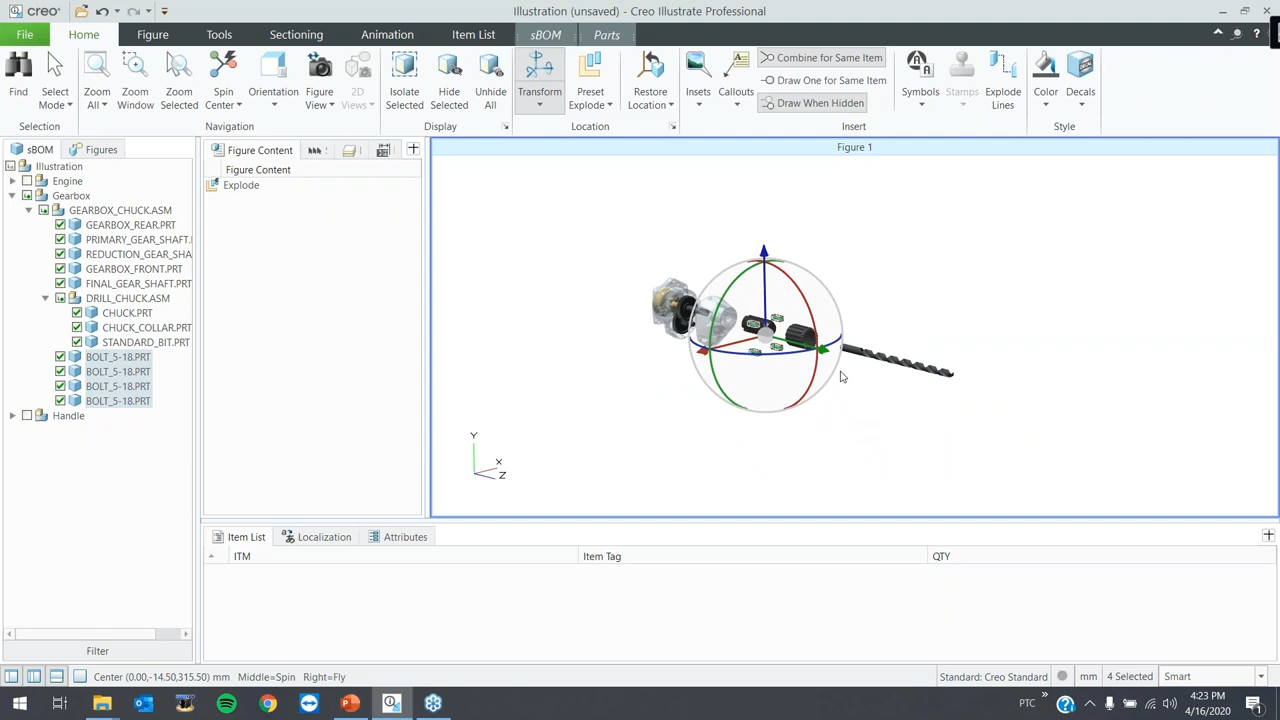 creo
Illustration (unsaved) - Creo Illustrate Professional
File Home Figure Tools Sectioning Animation Item List sBOM Parts
Find
Select Mode
Zoom All
Zoom Window
Zoom Selected
Spin Center
Orientation
Figure View
2D Views
Isolate Selected
Hide Selected
Unhide All
Transform
Preset Explode
Restore Location
Inserts
Callouts
Combine for Same Item
Draw One for Same Item
Draw When Hidden
Symbols
Stamps
Explode Lines
Color
Decals
Selection Navigation Display Location Insert Style
sBOM Figures
Illustration
Engine
Gearbox
GEARBOX_CHUCK.ASM
GEARBOX_REAR.PRT
PRIMARY_GEAR_SHAFT.
REDUCTION_GEAR_SHA
GEARBOX_FRONT.PRT
FINAL_GEAR_SHAFT.PRT
DRILL_CHUCK.ASM
CHUCK.PRT
CHUCK_COLLAR.PRT
STANDARD_BIT.PRT
BOLT_5-18.PRT
BOLT_5-18.PRT
BOLT_5-18.PRT
BOLT_5-18.PRT
Handle
Filter
Figure Content
Figure Content
Explode
Figure 1
Y
X
Z
Item List Localization Attributes
ITM Item Tag QTY
Center (0.00,-14.50,315.50) mm Middle=Spin Right=Fly
Standard: Creo Standard mm 4 Selected Smart
PTC
4:23 PM
4/16/2020